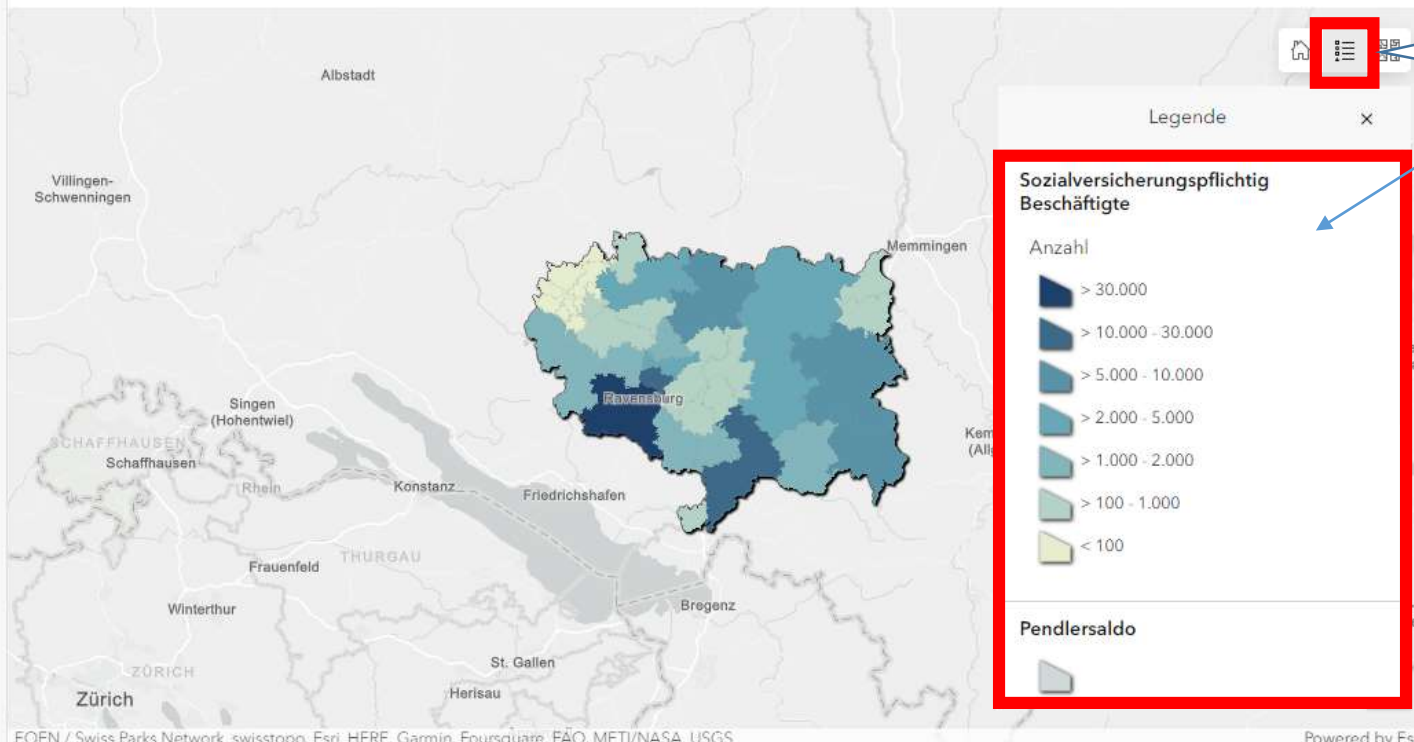 Albstadt
Villingen-
Schwenningen
Memmingen
Ravensburg
Singen
(Hohentwiel)
SCHAFFHAUSEN
Schaffhausen
Rhein
Konstanz
Friedrichshafen
THURGAU
Frauenfeld
Winterthur
Bregenz
ZÜRICH
St. Gallen
Zürich
Herisau
Legende
Sozialversicherungspflichtig
Beschäftigte
Anzahl
> 30.000
> 10.000 - 30.000
> 5.000 - 10.000
> 2.000 - 5.000
> 1.000 - 2.000
> 100 - 1.000
< 100
Pendlersaldo
EOEN / Swiss Parks Network, swisstopo, Esri, HERE, Garmin, Foursquare, FAO, METI/NASA, USGS
Powered by Es